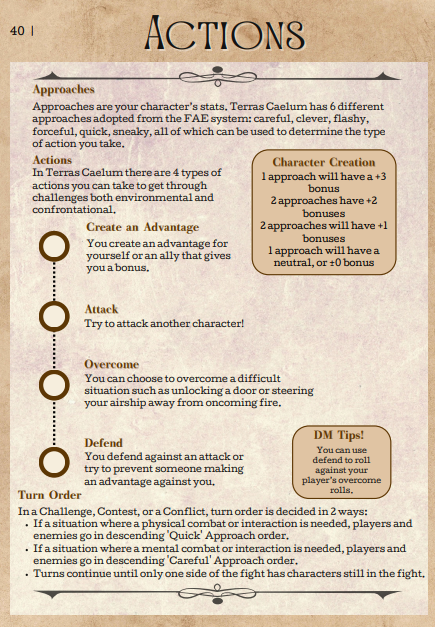 40 |
ACTIONS
Approaches
Approaches are your character's stats. Terras Caelum has 6 different
approaches adopted from the FAE system: careful, clever, flashy,
forceful, quick, sneaky, all of which can be used to determine the type
of action you take.
Actions
In Terras Caelum there are 4 types of
actions you can take to get through
challenges both environmental and
confrontational.
Character Creation
1 approach will have a +3
bonus
2 approaches have +2
bonuses
2 approaches will have +1
bonuses
1 approach will have a
neutral, or ±0 bonus
Create an Advantage
You create an advantage for
yourself or an ally that gives
you a bonus.
Attack
Try to attack another character!
Overcome
You can choose to overcome a difficult
situation such as unlocking a door or steering
your airship away from oncoming fire.
Defend
You defend against an attack or
try to prevent someone making
an advantage against you.
DM Tips!
You can use
defend to roll
against your
player's overcome
rolls.
Turn Order
In a Challenge, Contest, or a Conflict, turn order is decided in 2 ways:
• If a situation where a physical combat or interaction is needed, players and
enemies go in descending 'Quick' Approach order.
• If a situation where a mental combat or interaction is needed, players and
enemies go in descending 'Careful' Approach order.
• Turns continue until only one side of the fight has characters still in the fight.